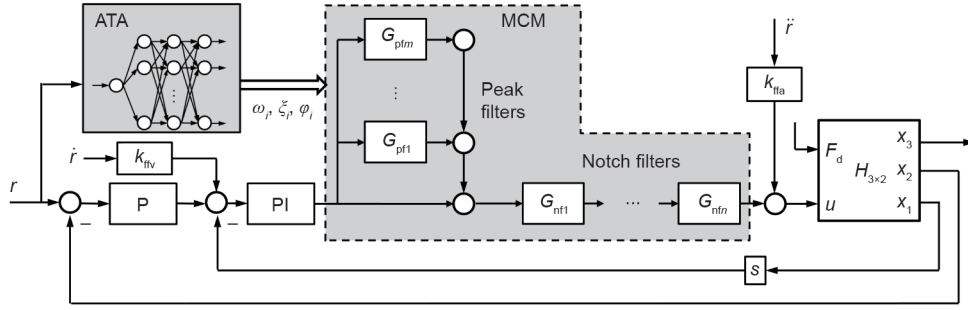 ATA
MCM
G_pfm
r̈
ω_i, ξ_i, φ_i
⋮
Peak
filters
k_ffa
ṙ
k_ffv
G_pf1
Notch filters
F_d
H_3×2
x_3
x_2
x_1
r
P
PI
G_nf1
...
G_nfn
u
−
−
s